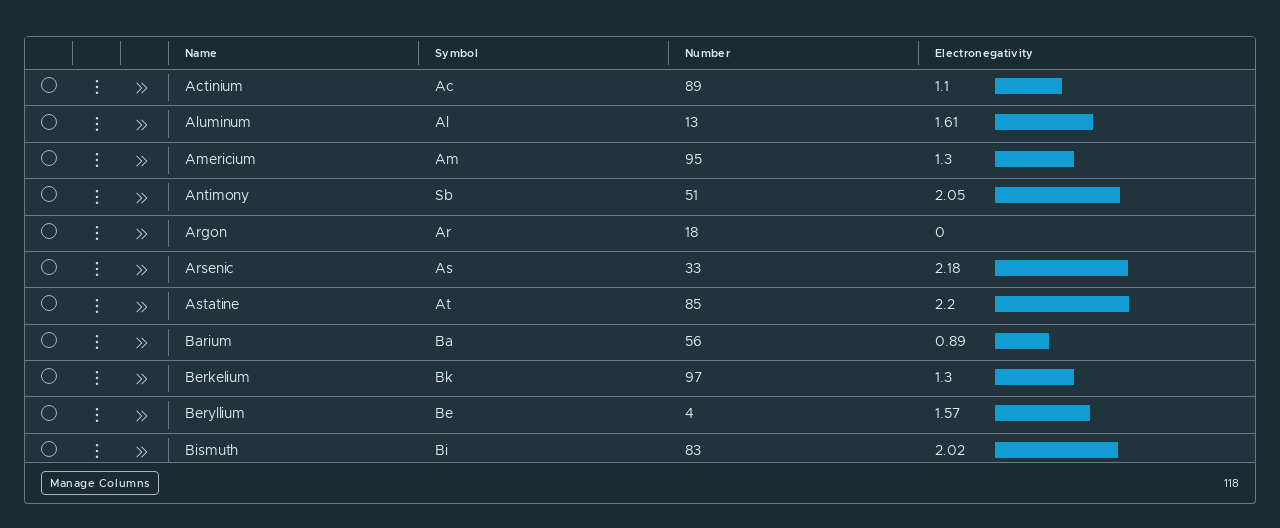 Name Symbol Number Electronegativity
Actinium Ac 89 1.1
Aluminum Al 13 1.61
Americium Am 95 1.3
Antimony Sb 51 2.05
Argon Ar 18 0
Arsenic As 33 2.18
Astatine At 85 2.2
Barium Ba 56 0.89
Berkelium Bk 97 1.3
Beryllium Be 4 1.57
Bismuth Bi 83 2.02
Manage Columns 118